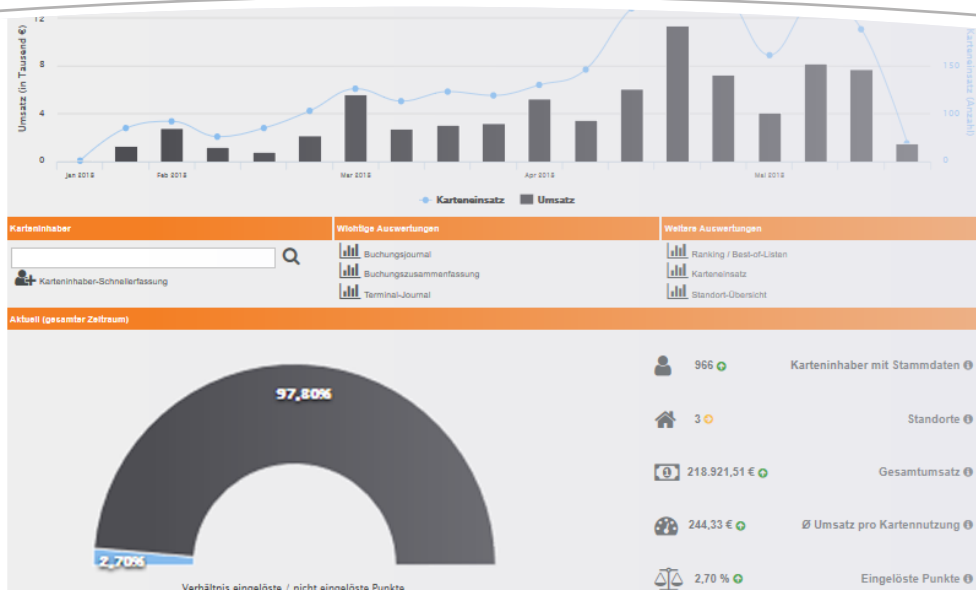 12
Umsatz (in Tausend €)
8
4
0
150
100
0
Karteneinsatz (Anzahl)
Jan 2018
Feb 2018
Mar 2018
Apr 2018
Mai 2018
Karteneinsatz
Umsatz
Karteninhaber
Wichtige Auswertungen
Weitere Auswertungen
Karteninhaber-Schnellerfassung
Buchungsjournal
Buchungszusammenfassung
Terminal-Journal
Ranking / Best-of-Listen
Karteneinsatz
Standort-Übersicht
Aktuell (gesamter Zeitraum)
97,80%
2,70%
Verhältnis eingelöste / nicht eingelöste Punkte
966 Karteninhaber mit Stammdaten
3 Standorte
218.921,51 € Gesamtumsatz
244,33 € Ø Umsatz pro Kartennutzung
2,70 % Eingelöste Punkte